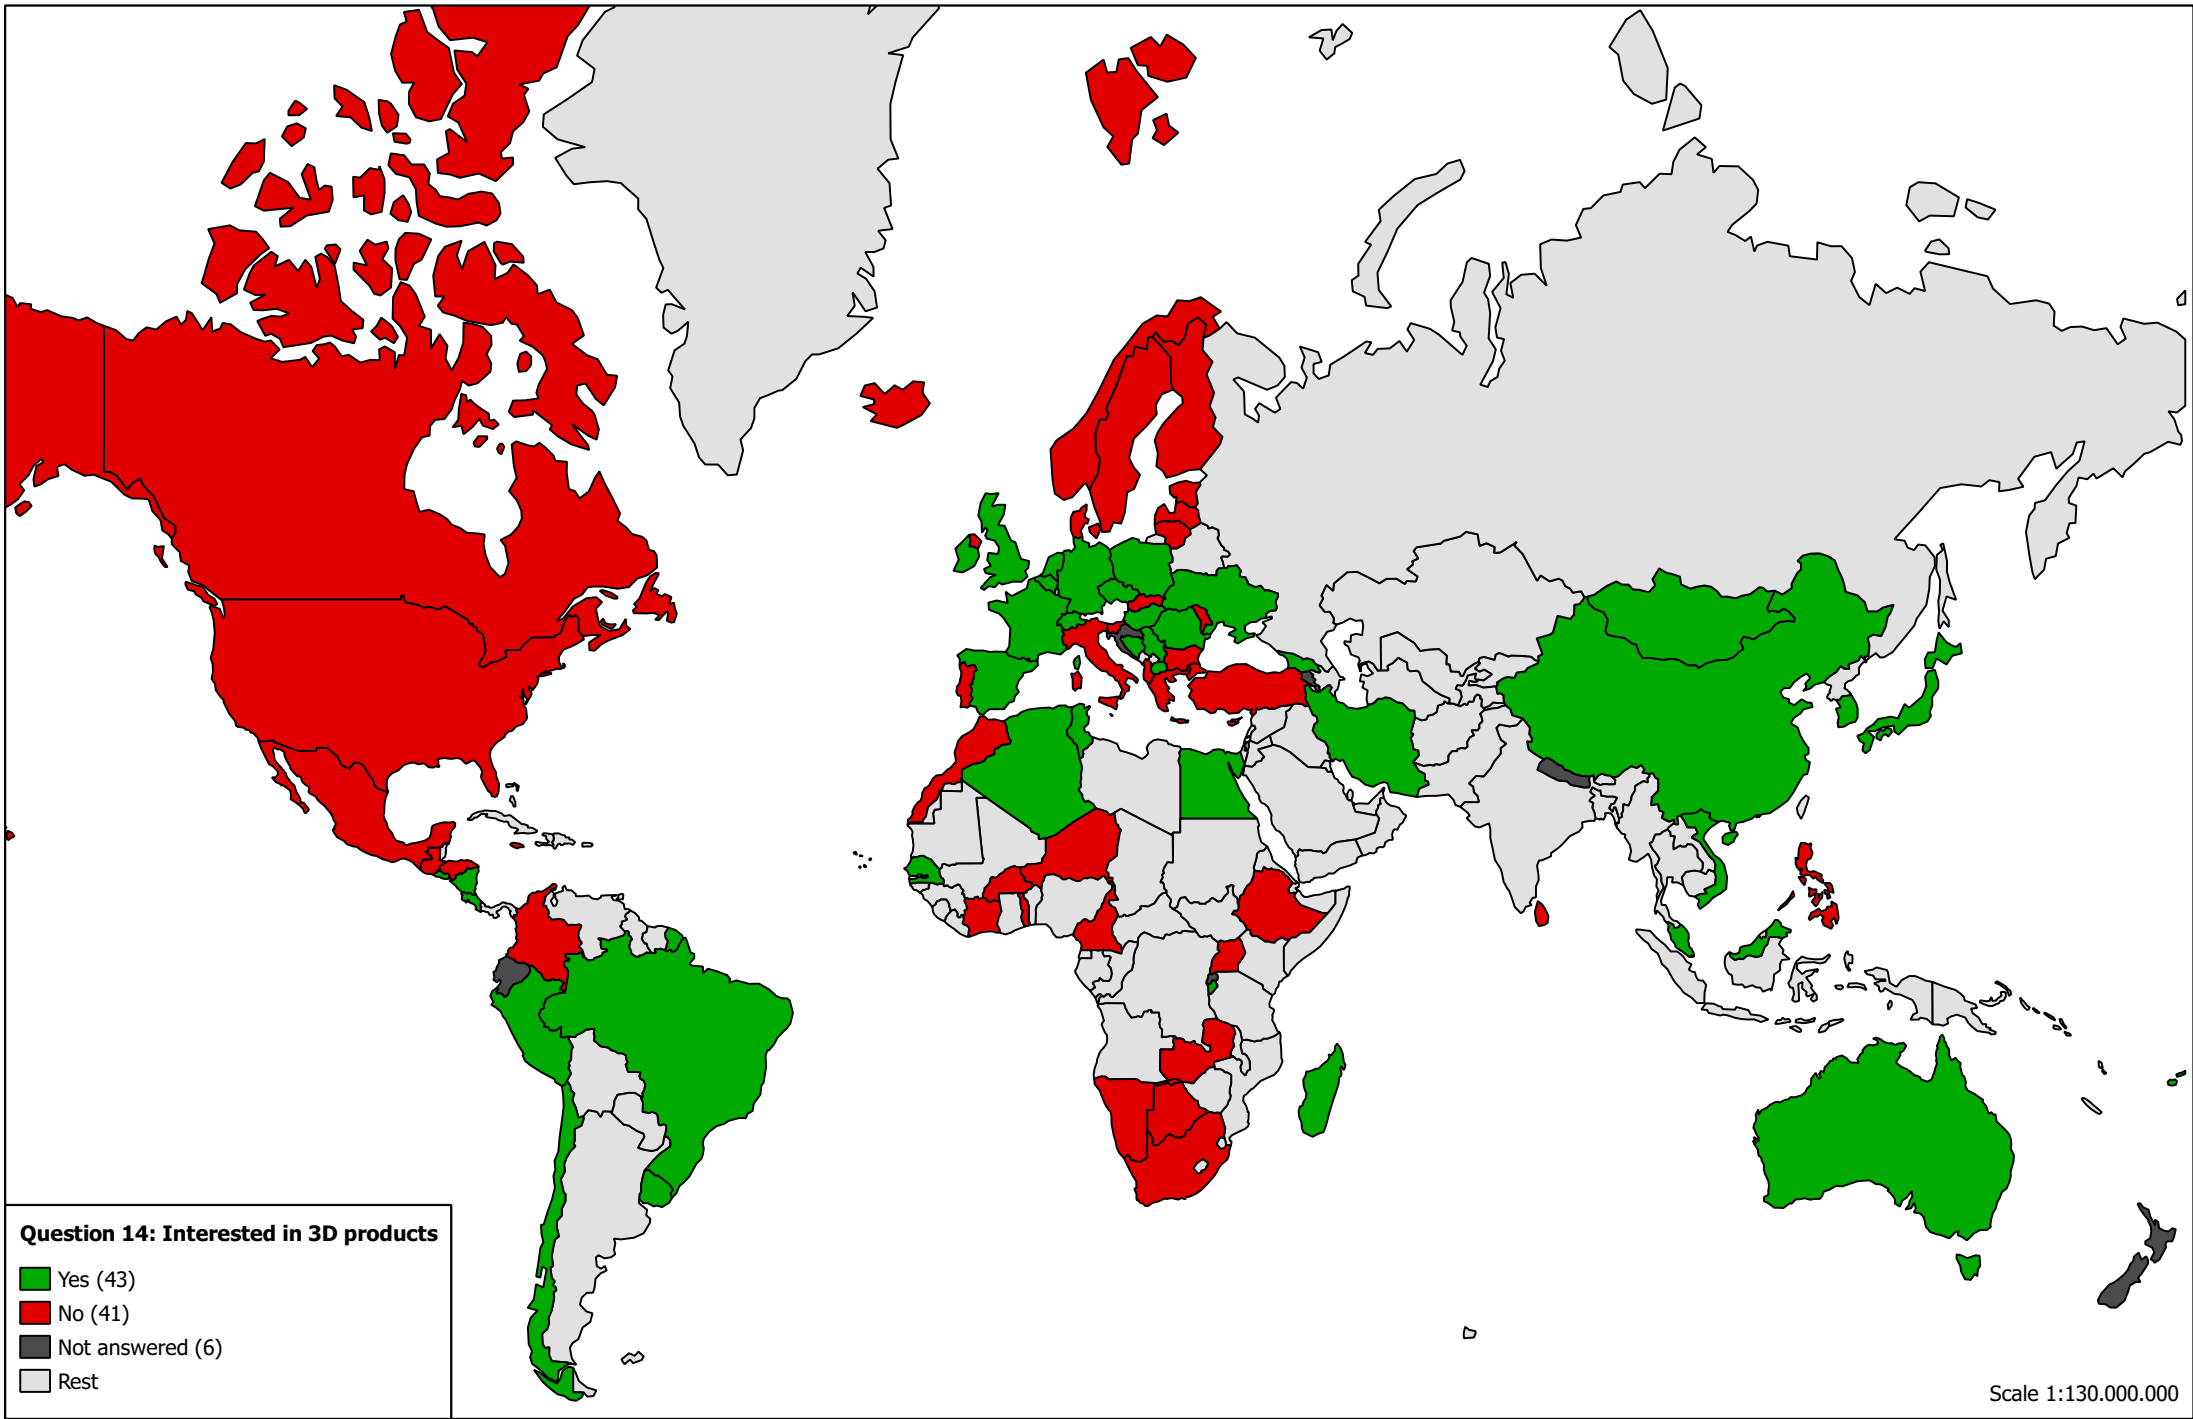 Question 14: Interested in 3D products
Yes (43)
No (41)
Not answered (6)
Rest
Scale 1:130.000.000